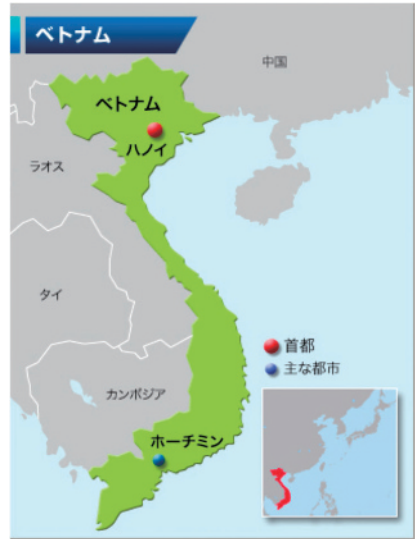 ベトナム
中国
ベトナム
ハノイ
ラオス
タイ
首都
主な都市
カンボジア
ホーチミン